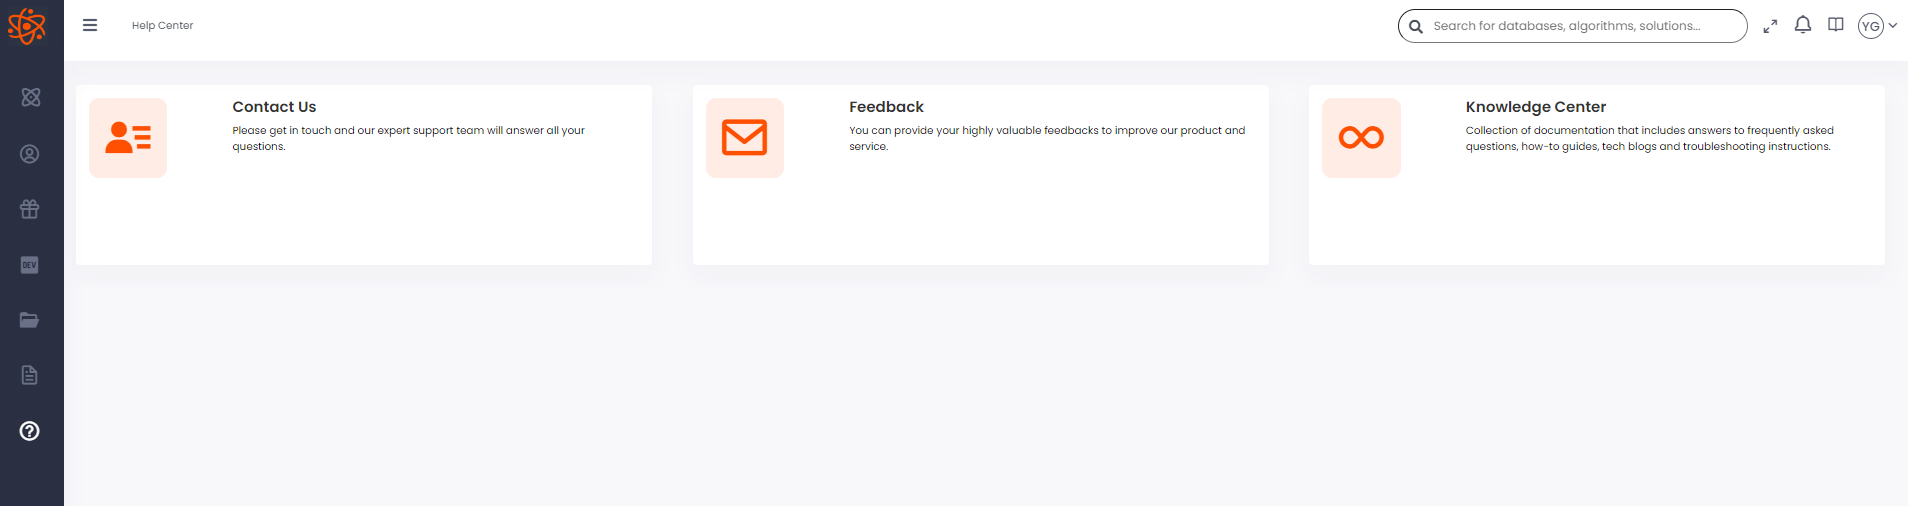 Help Center
Search for databases, algorithms, solutions...
YG
DEV
Contact Us
Please get in touch and our expert support team will answer all your
questions.
Feedback
You can provide your highly valuable feedbacks to improve our product and
service.
Knowledge Center
Collection of documentation that includes answers to frequently asked
questions, how-to guides, tech blogs and troubleshooting instructions.